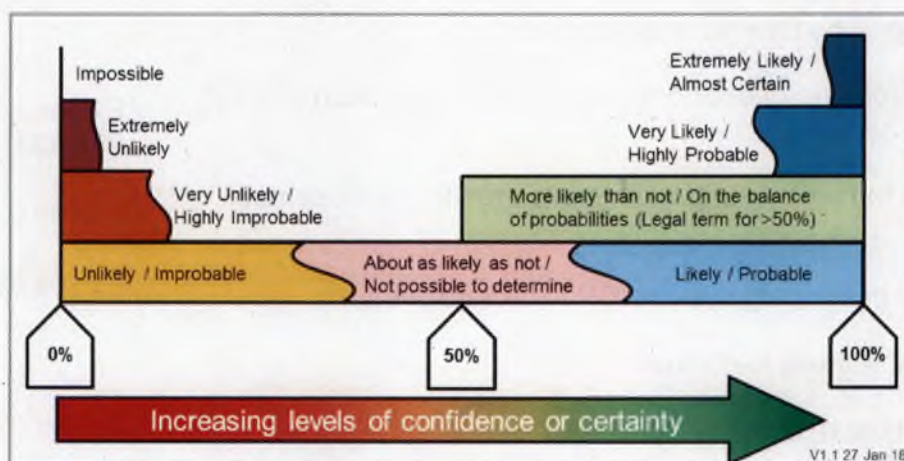 Impossible
Extremely
Unlikely
Very Unlikely /
Highly Improbable
Unlikely / Improbable
About as likely as not /
Not possible to determine
Extremely Likely /
Almost Certain
Very Likely /
Highly Probable
More likely than not / On the balance
of probabilities (Legal term for >50%)
Likely / Probable
0%
50%
100%
Increasing levels of confidence or certainty
V1.1 27 Jan 18